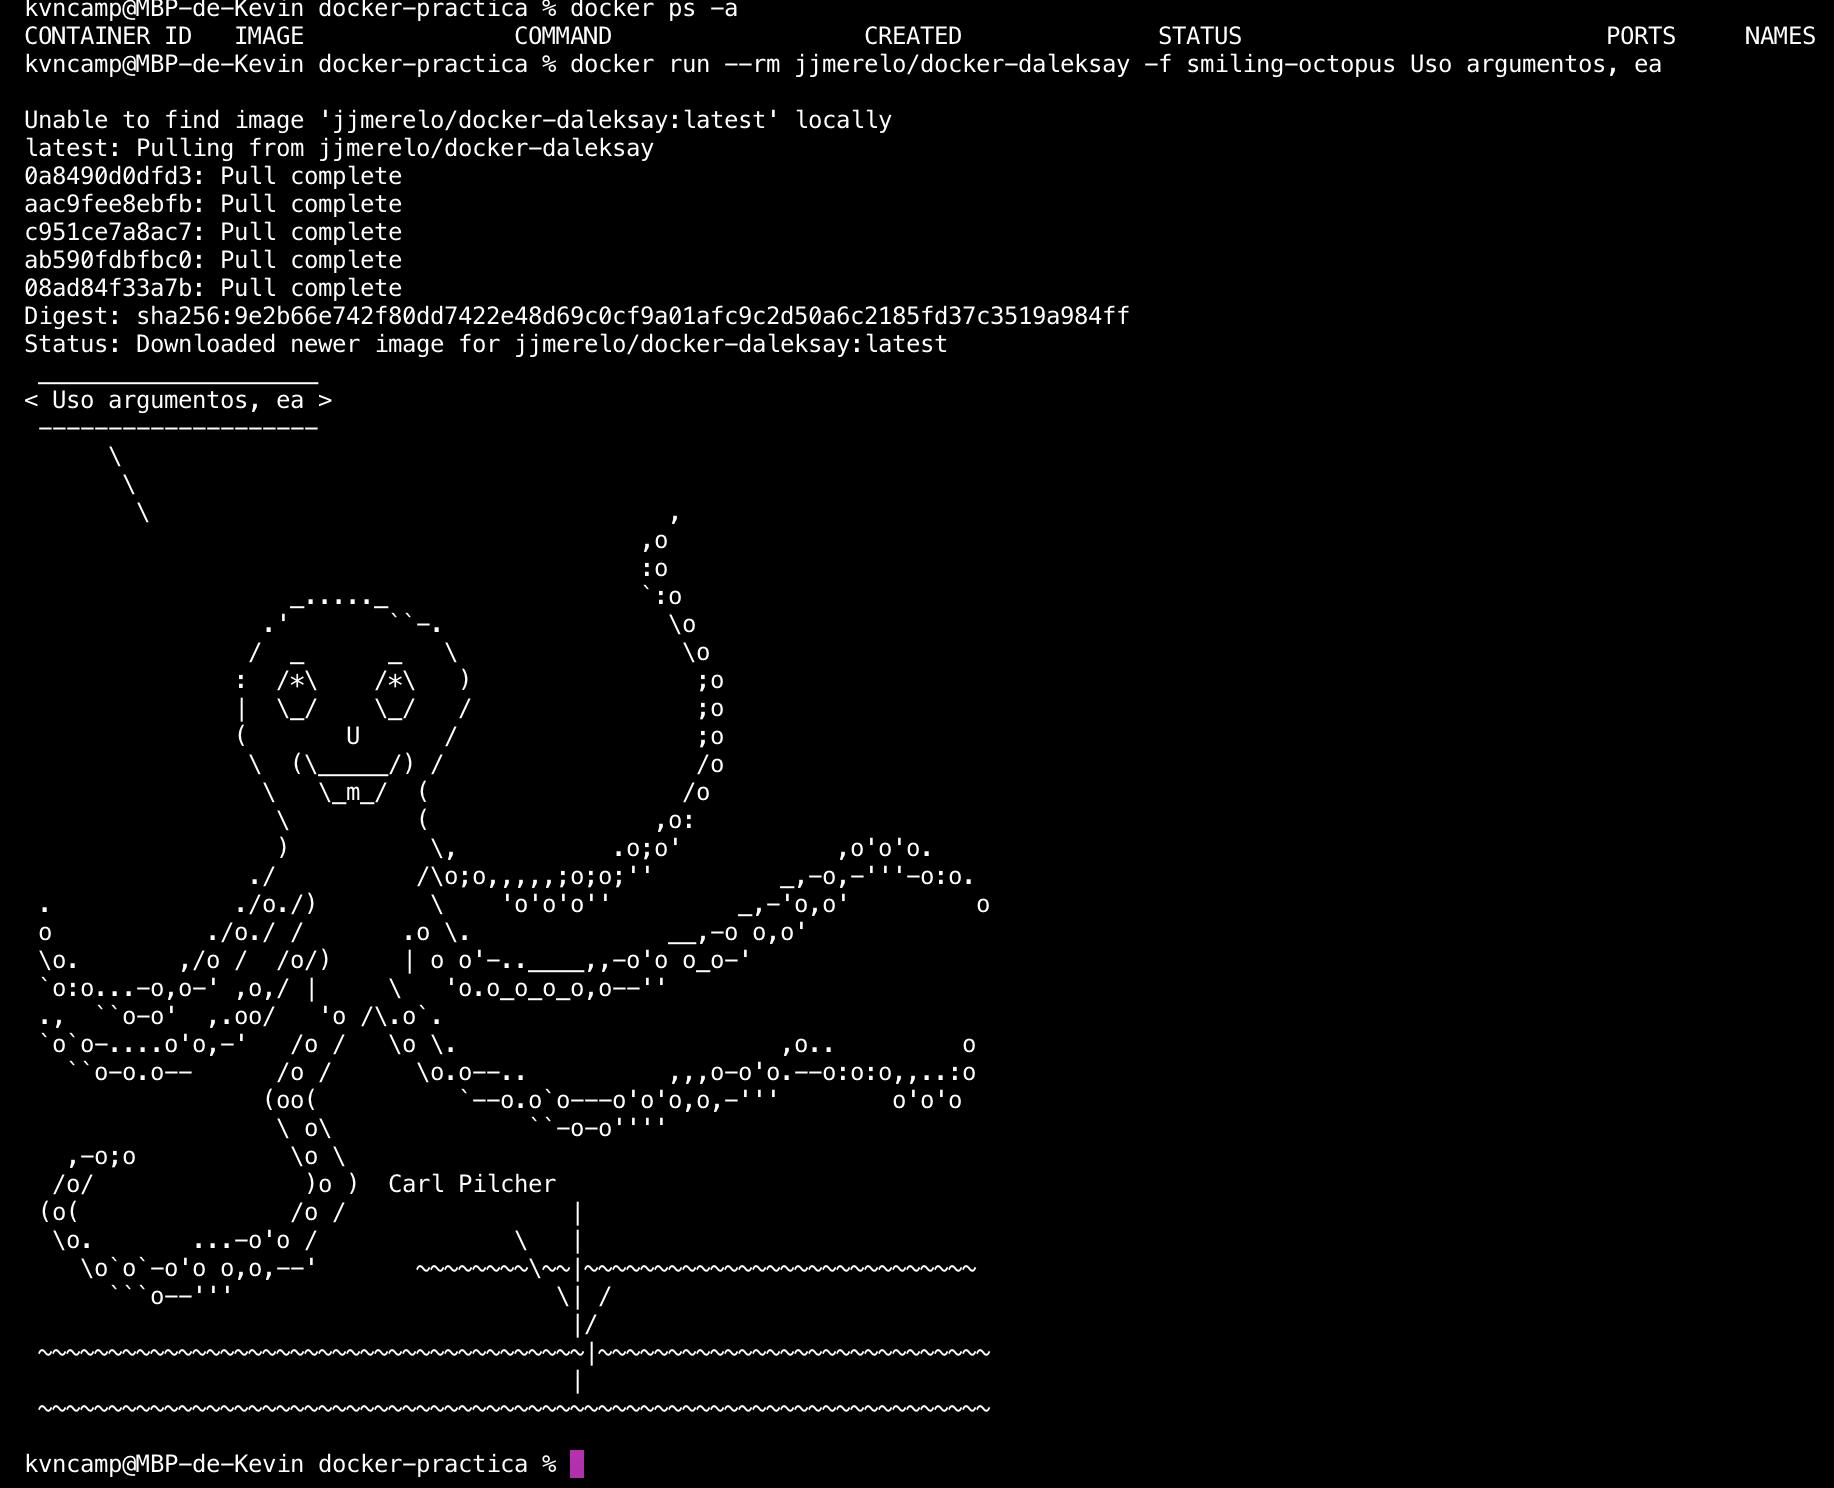 kvncamp@MBP-de-Kevin docker-practica % docker ps -a
CONTAINER ID   IMAGE               COMMAND                  CREATED              STATUS                          PORTS     NAMES
kvncamp@MBP-de-Kevin docker-practica % docker run --rm jjmerelo/docker-daleksay -f smiling-octopus Uso argumentos, ea
Unable to find image 'jjmerelo/docker-daleksay:latest' locally
latest: Pulling from jjmerelo/docker-daleksay
0a8490d0dfd3: Pull complete
aac9fee8ebfb: Pull complete
c951ce7a8ac7: Pull complete
ab590fdbfbc0: Pull complete
08ad84f33a7b: Pull complete
Digest: sha256:9e2b66e742f80dd7422e48d69c0cf9a01afc9c2d50a6c2185fd37c3519a984ff
Status: Downloaded newer image for jjmerelo/docker-daleksay:latest
< Uso argumentos, ea >
Carl Pilcher
kvncamp@MBP-de-Kevin docker-practica %